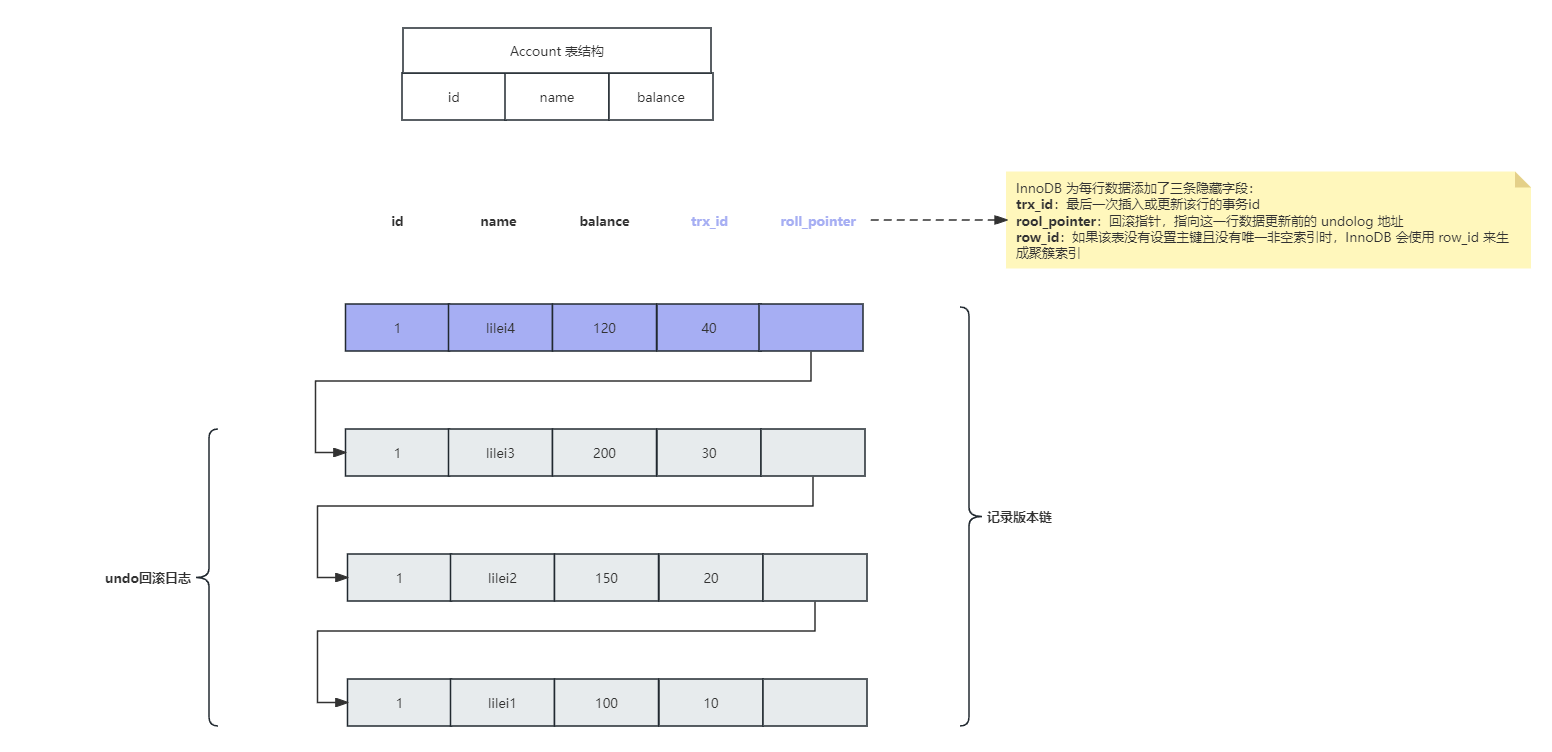 Account 表结构
id name balance
InnoDB 为每行数据添加了三条隐藏字段：
trx_id：最后一次插入或更新该行的事务id
rool_pointer：回滚指针，指向这一行数据更新前的 undolog 地址
row_id：如果该表没有设置主键且没有唯一非空索引时，InnoDB 会使用 row_id 来生
成聚簇索引
id name balance trx_id roll_pointer
1 lilei4 120 40
1 lilei3 200 30
记录版本链
undo回滚日志
1 lilei2 150 20
1 lilei1 100 10